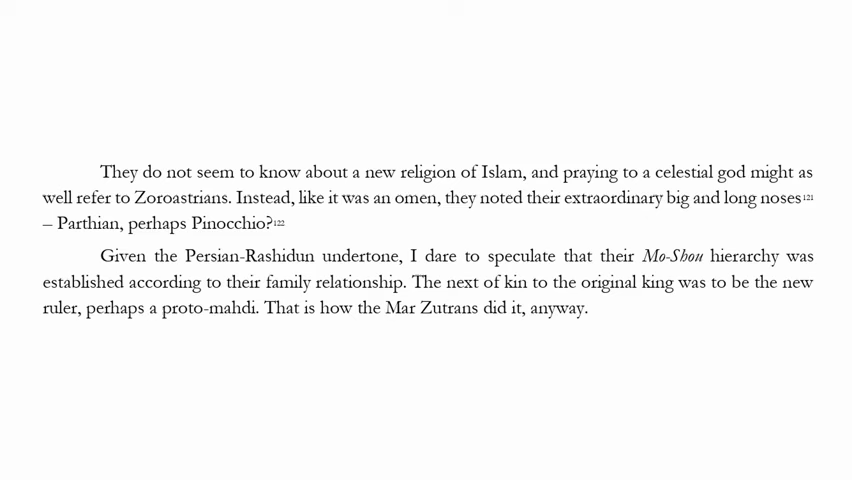 They do not seem to know about a new religion of Islam, and praying to a celestial god might as
well refer to Zoroastrians. Instead, like it was an omen, they noted their extraordinary big and long noses121
– Parthian, perhaps Pinocchio?122
Given the Persian-Rashidun undertone, I dare to speculate that their Mo-Shou hierarchy was
established according to their family relationship. The next of kin to the original king was to be the new
ruler, perhaps a proto-mahdi. That is how the Mar Zutrans did it, anyway.